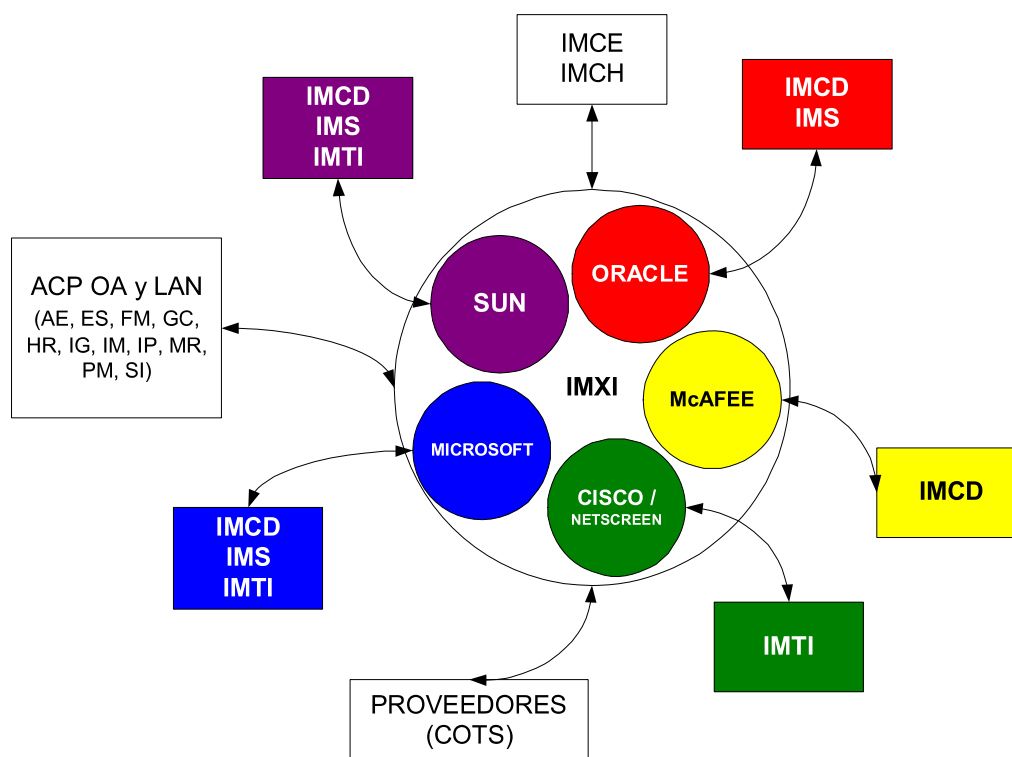 IMCE
IMCH
IMCD
IMS
IMTI
IMCD
IMS
ORACLE
SUN
ACP OA y LAN
(AE, ES, FM, GC,
HR, IG, IM, IP, MR,
PM, SI)
IMXI
McAFEE
MICROSOFT
CISCO /
NETSCREEN
IMCD
IMCD
IMS
IMTI
IMTI
PROVEEDORES
(COTS)